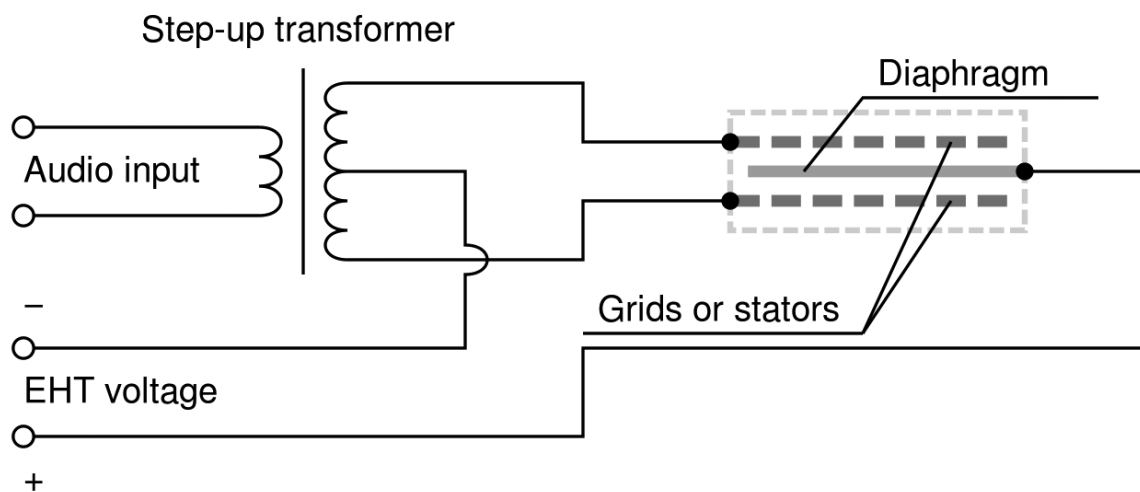 Step-up transformer
Diaphragm
Audio input
–
Grids or stators
EHT voltage
+